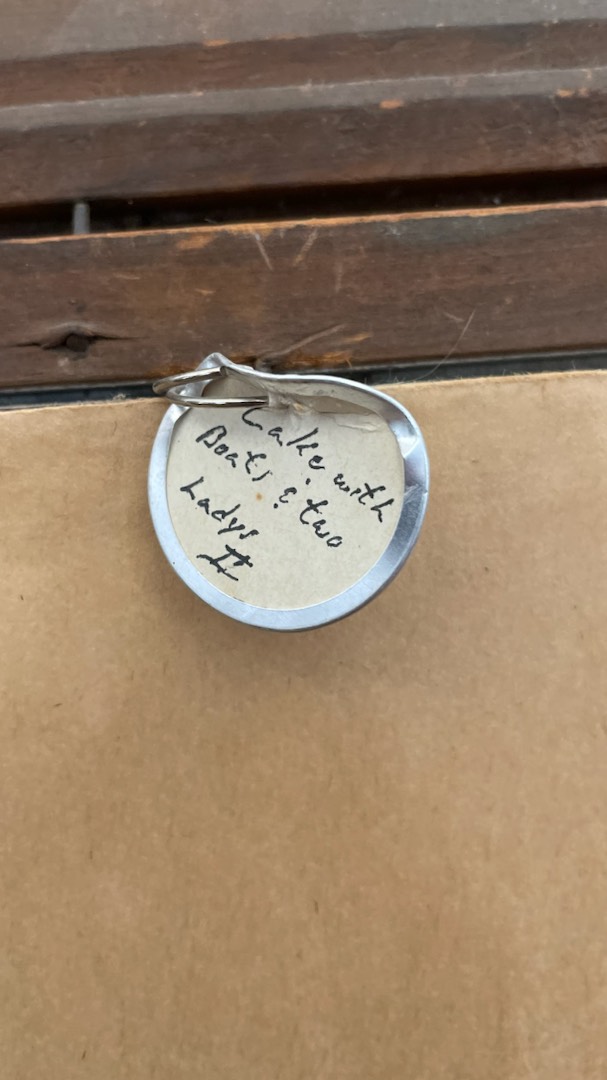 Lake with
Boats & two
Ladys
II